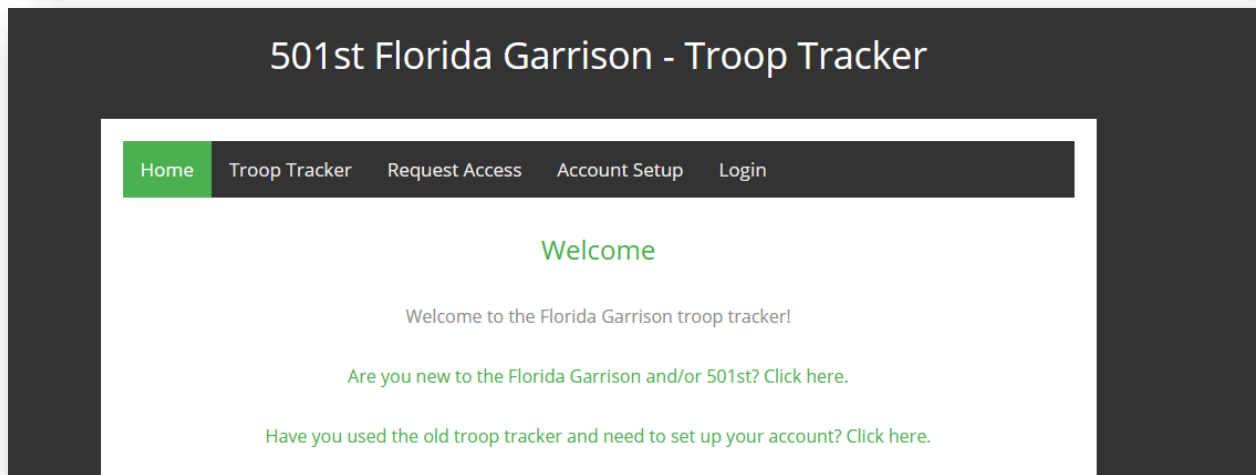 501st Florida Garrison - Troop Tracker
Home Troop Tracker Request Access Account Setup Login
Welcome
Welcome to the Florida Garrison troop tracker!
Are you new to the Florida Garrison and/or 501st? Click here.
Have you used the old troop tracker and need to set up your account? Click here.